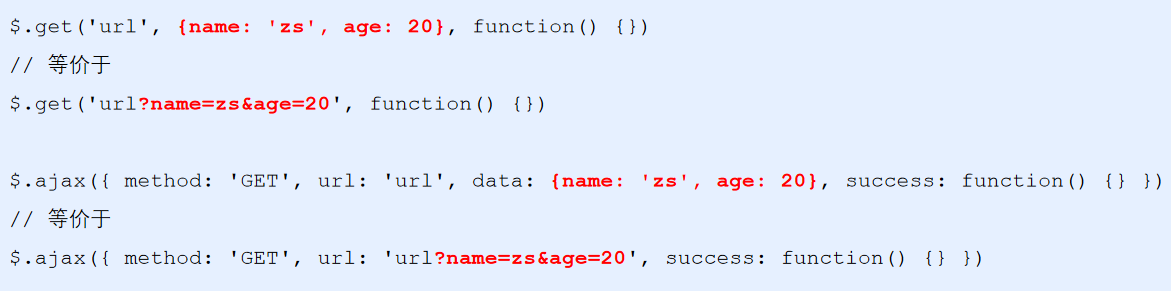 $.get('url', {name: 'zs', age: 20}, function() {})
// 等价于
$.get('url?name=zs&age=20', function() {})
$.ajax({ method: 'GET', url: 'url', data: {name: 'zs', age: 20}, success: function() {} })
// 等价于
$.ajax({ method: 'GET', url: 'url?name=zs&age=20', success: function() {} })